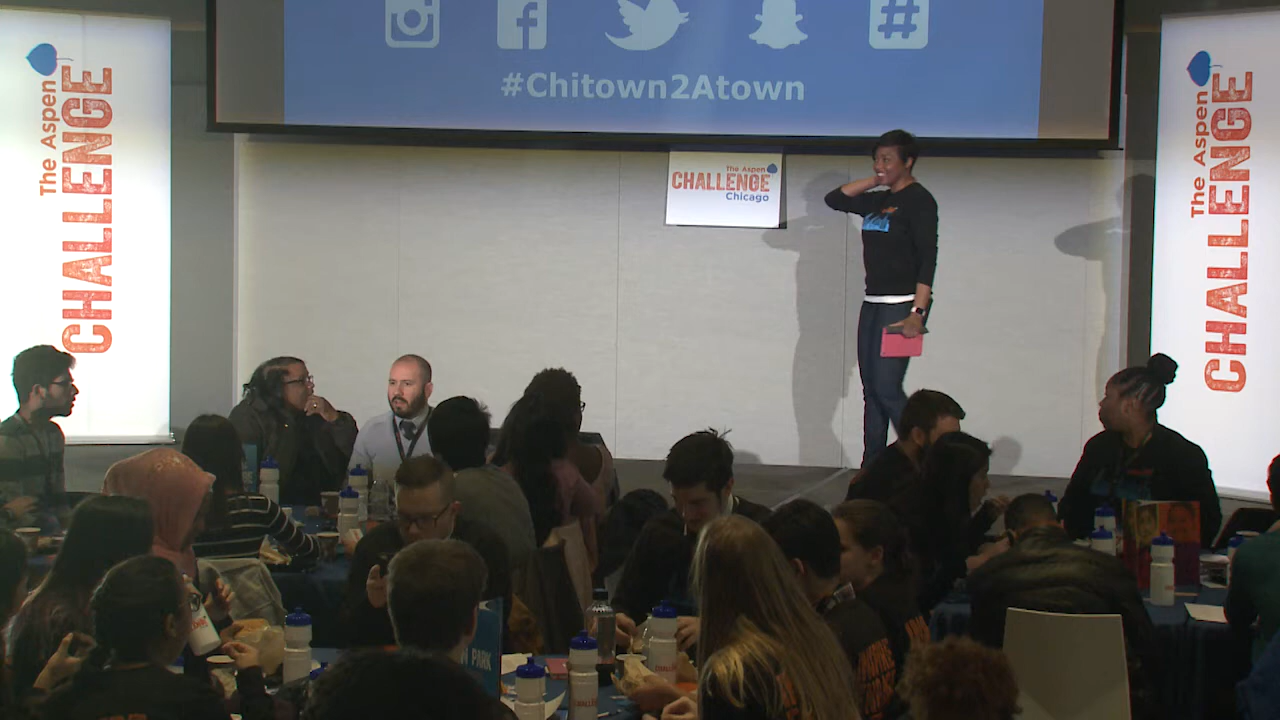 #
#Chitown2Atown
The Aspen
CHALLENGE
The Aspen
CHALLENGE
Chicago
The Aspen
CHALLENGE
PARK